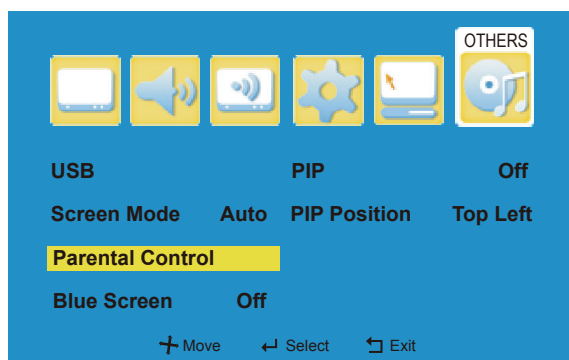 OTHERS
USB PIP Off
Screen Mode Auto PIP Position Top Left
Parental Control
Blue Screen Off
Move Select Exit